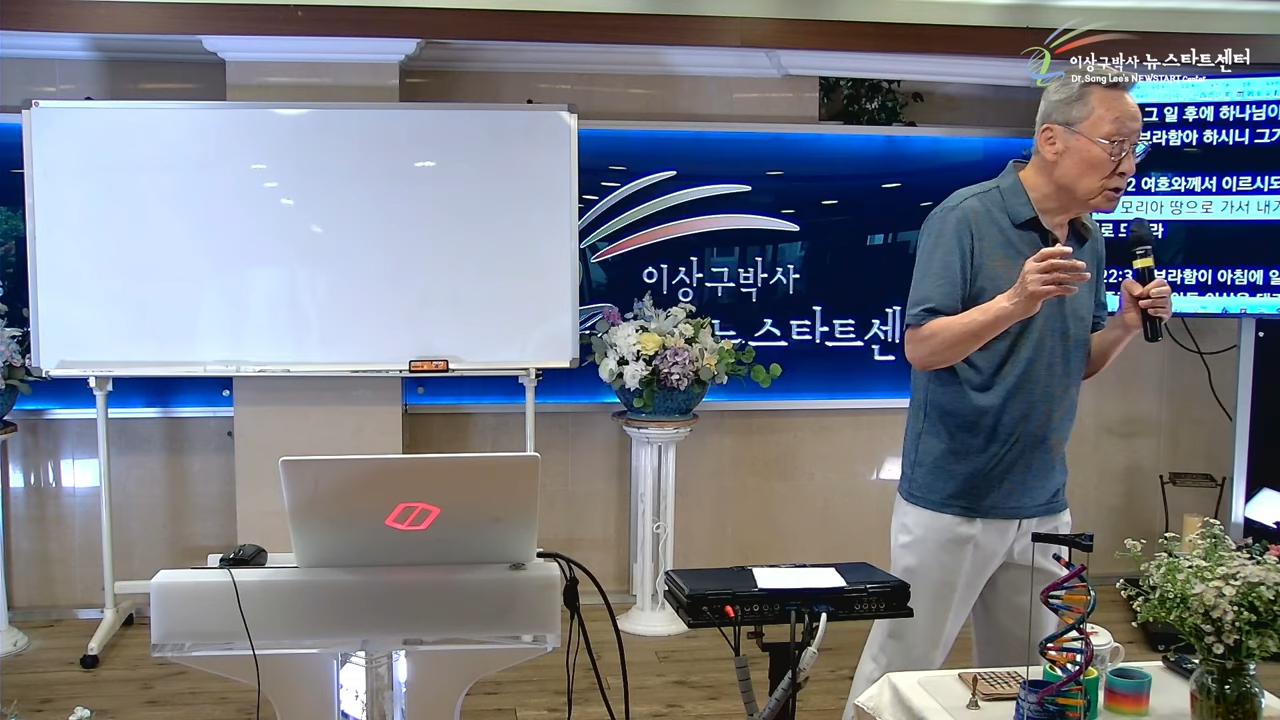 이상구박사 뉴스타트센터
Dr. Sang Lee's NEWSTART Center
그 일 후에 하나님이
브라함아 하시니 그가
2 여호와께서 이르시되
모리아 땅으로 가서 내가
로 드리라
22:3 브라함이 아침에 일
이상구박사
뉴스타트센